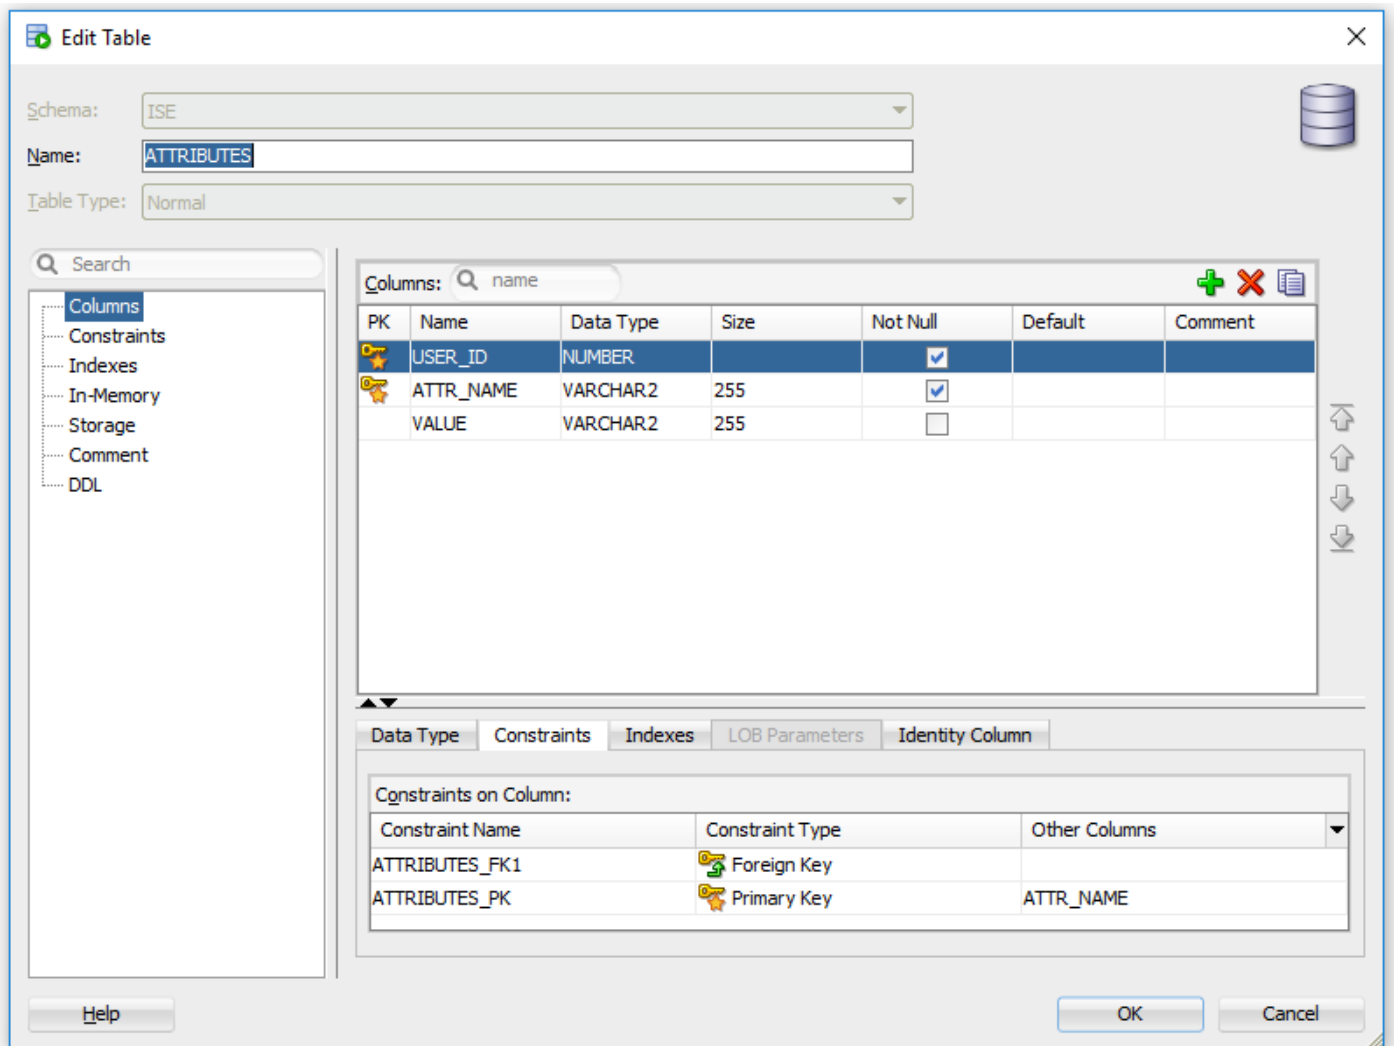 Edit Table
Schema: ISE
Name: ATTRIBUTES
Table Type: Normal
Search
Columns
Constraints
Indexes
In-Memory
Storage
Comment
DDL
Columns: name
PK Name Data Type Size Not Null Default Comment
USER_ID NUMBER
ATTR_NAME VARCHAR2 255
VALUE VARCHAR2 255
Data Type Constraints Indexes LOB Parameters Identity Column
Constraints on Column:
Constraint Name Constraint Type Other Columns
ATTRIBUTES_FK1 Foreign Key
ATTRIBUTES_PK Primary Key ATTR_NAME
Help OK Cancel